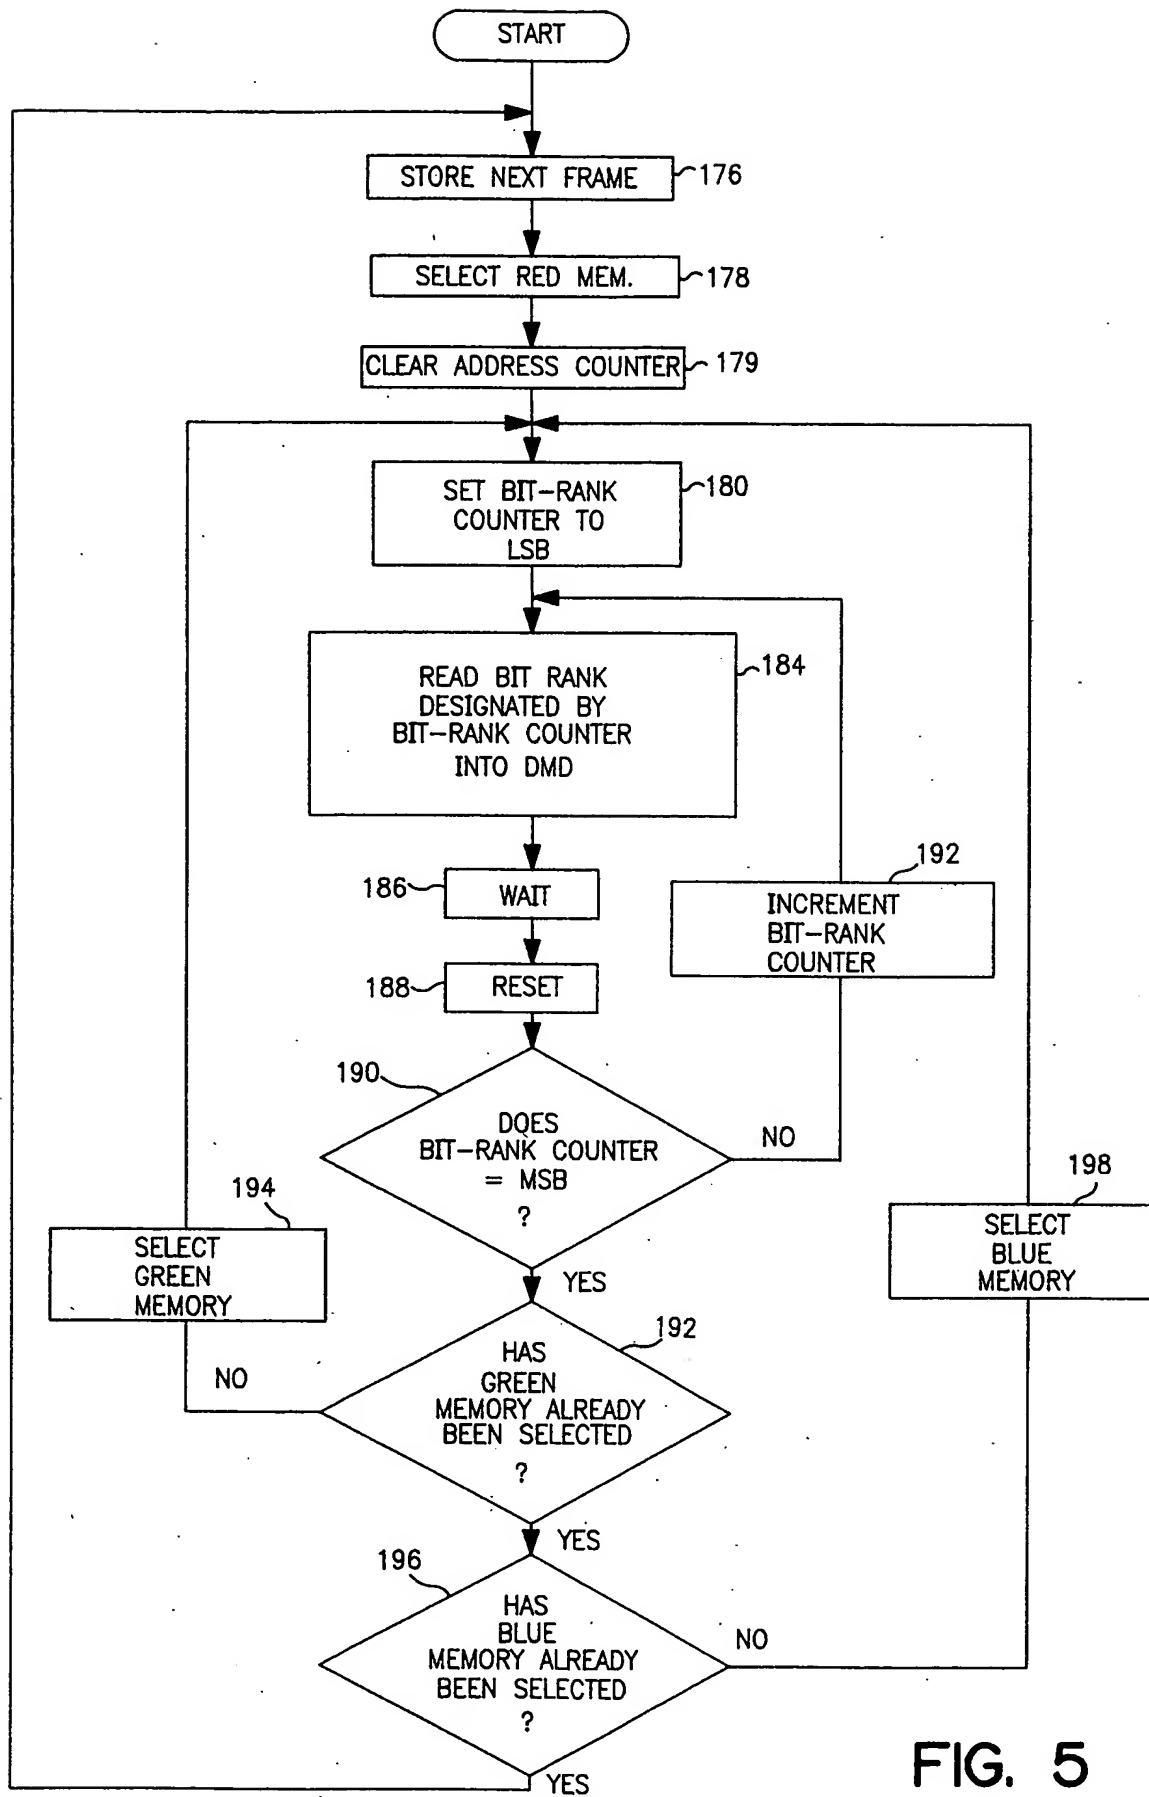 START
STORE NEXT FRAME
176
SELECT RED MEM.
178
CLEAR ADDRESS COUNTER
179
SET BIT-RANK
COUNTER TO
LSB
180
READ BIT RANK
DESIGNATED BY
BIT-RANK COUNTER
INTO DMD
184
186
WAIT
192
INCREMENT
BIT-RANK
COUNTER
188
RESET
190
DOES
BIT-RANK COUNTER
= MSB
?
NO
YES
194
SELECT
GREEN
MEMORY
198
SELECT
BLUE
MEMORY
192
HAS
GREEN
MEMORY ALREADY
BEEN SELECTED
?
NO
YES
196
HAS
BLUE
MEMORY ALREADY
BEEN SELECTED
?
NO
YES
FIG. 5